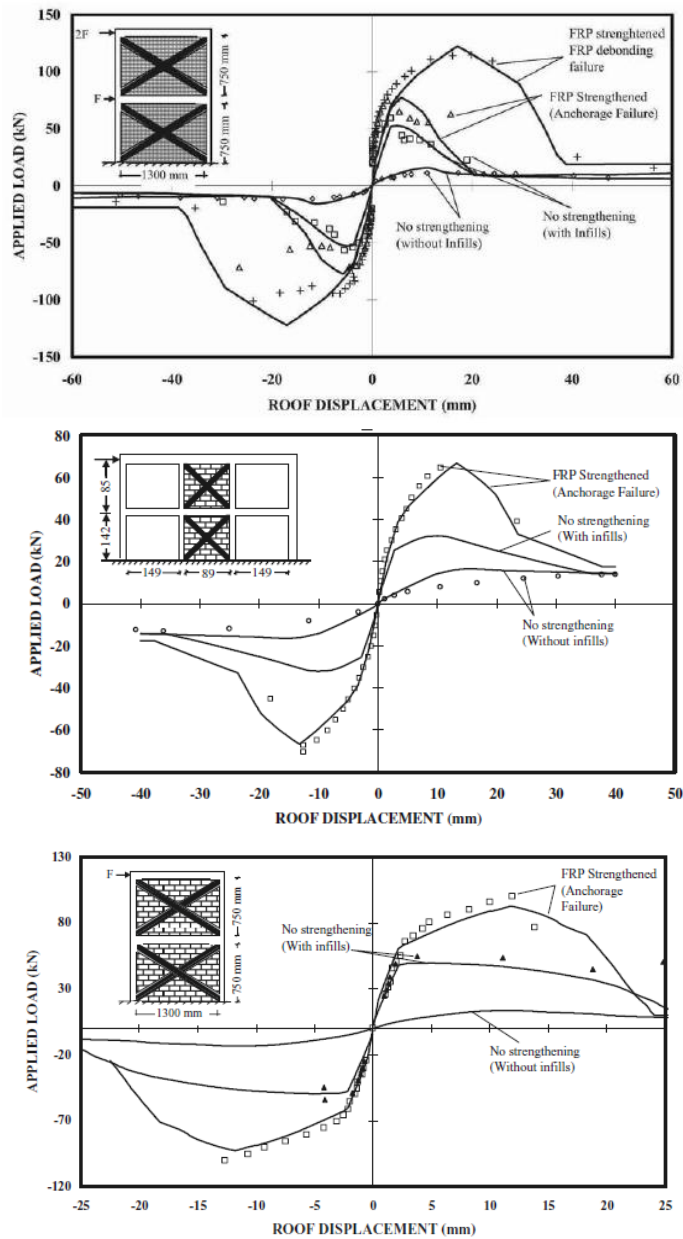 150
100
50
0
-50
-100
-150
APPLIED LOAD (kN)
-60
-40
-20
0
20
40
60
ROOF DISPLACEMENT (mm)
2F
F
750 mm
750 mm
1300 mm
FRP strenghtened
FRP debonding
failure
FRP Strengthened
(Anchorage Failure)
No strengthening
(with Infills)
No strengthening
(without Infills)
80
60
40
20
0
-20
-40
-60
-80
APPLIED LOAD (kN)
-50
-40
-30
-20
-10
0
10
20
30
40
50
ROOF DISPLACEMENT (mm)
85
142
149
89
149
FRP Strengthened
(Anchorage Failure)
No strengthening
(With infills)
No strengthening
(Without infills)
130
80
30
-20
-70
-120
APPLIED LOAD (kN)
-25
-20
-15
-10
-5
0
5
10
15
20
25
ROOF DISPLACEMENT (mm)
F
750 mm
750 mm
1300 mm
FRP Strengthened
(Anchorage
Failure)
No strengthening
(With infills)
No strengthening
(Without infills)